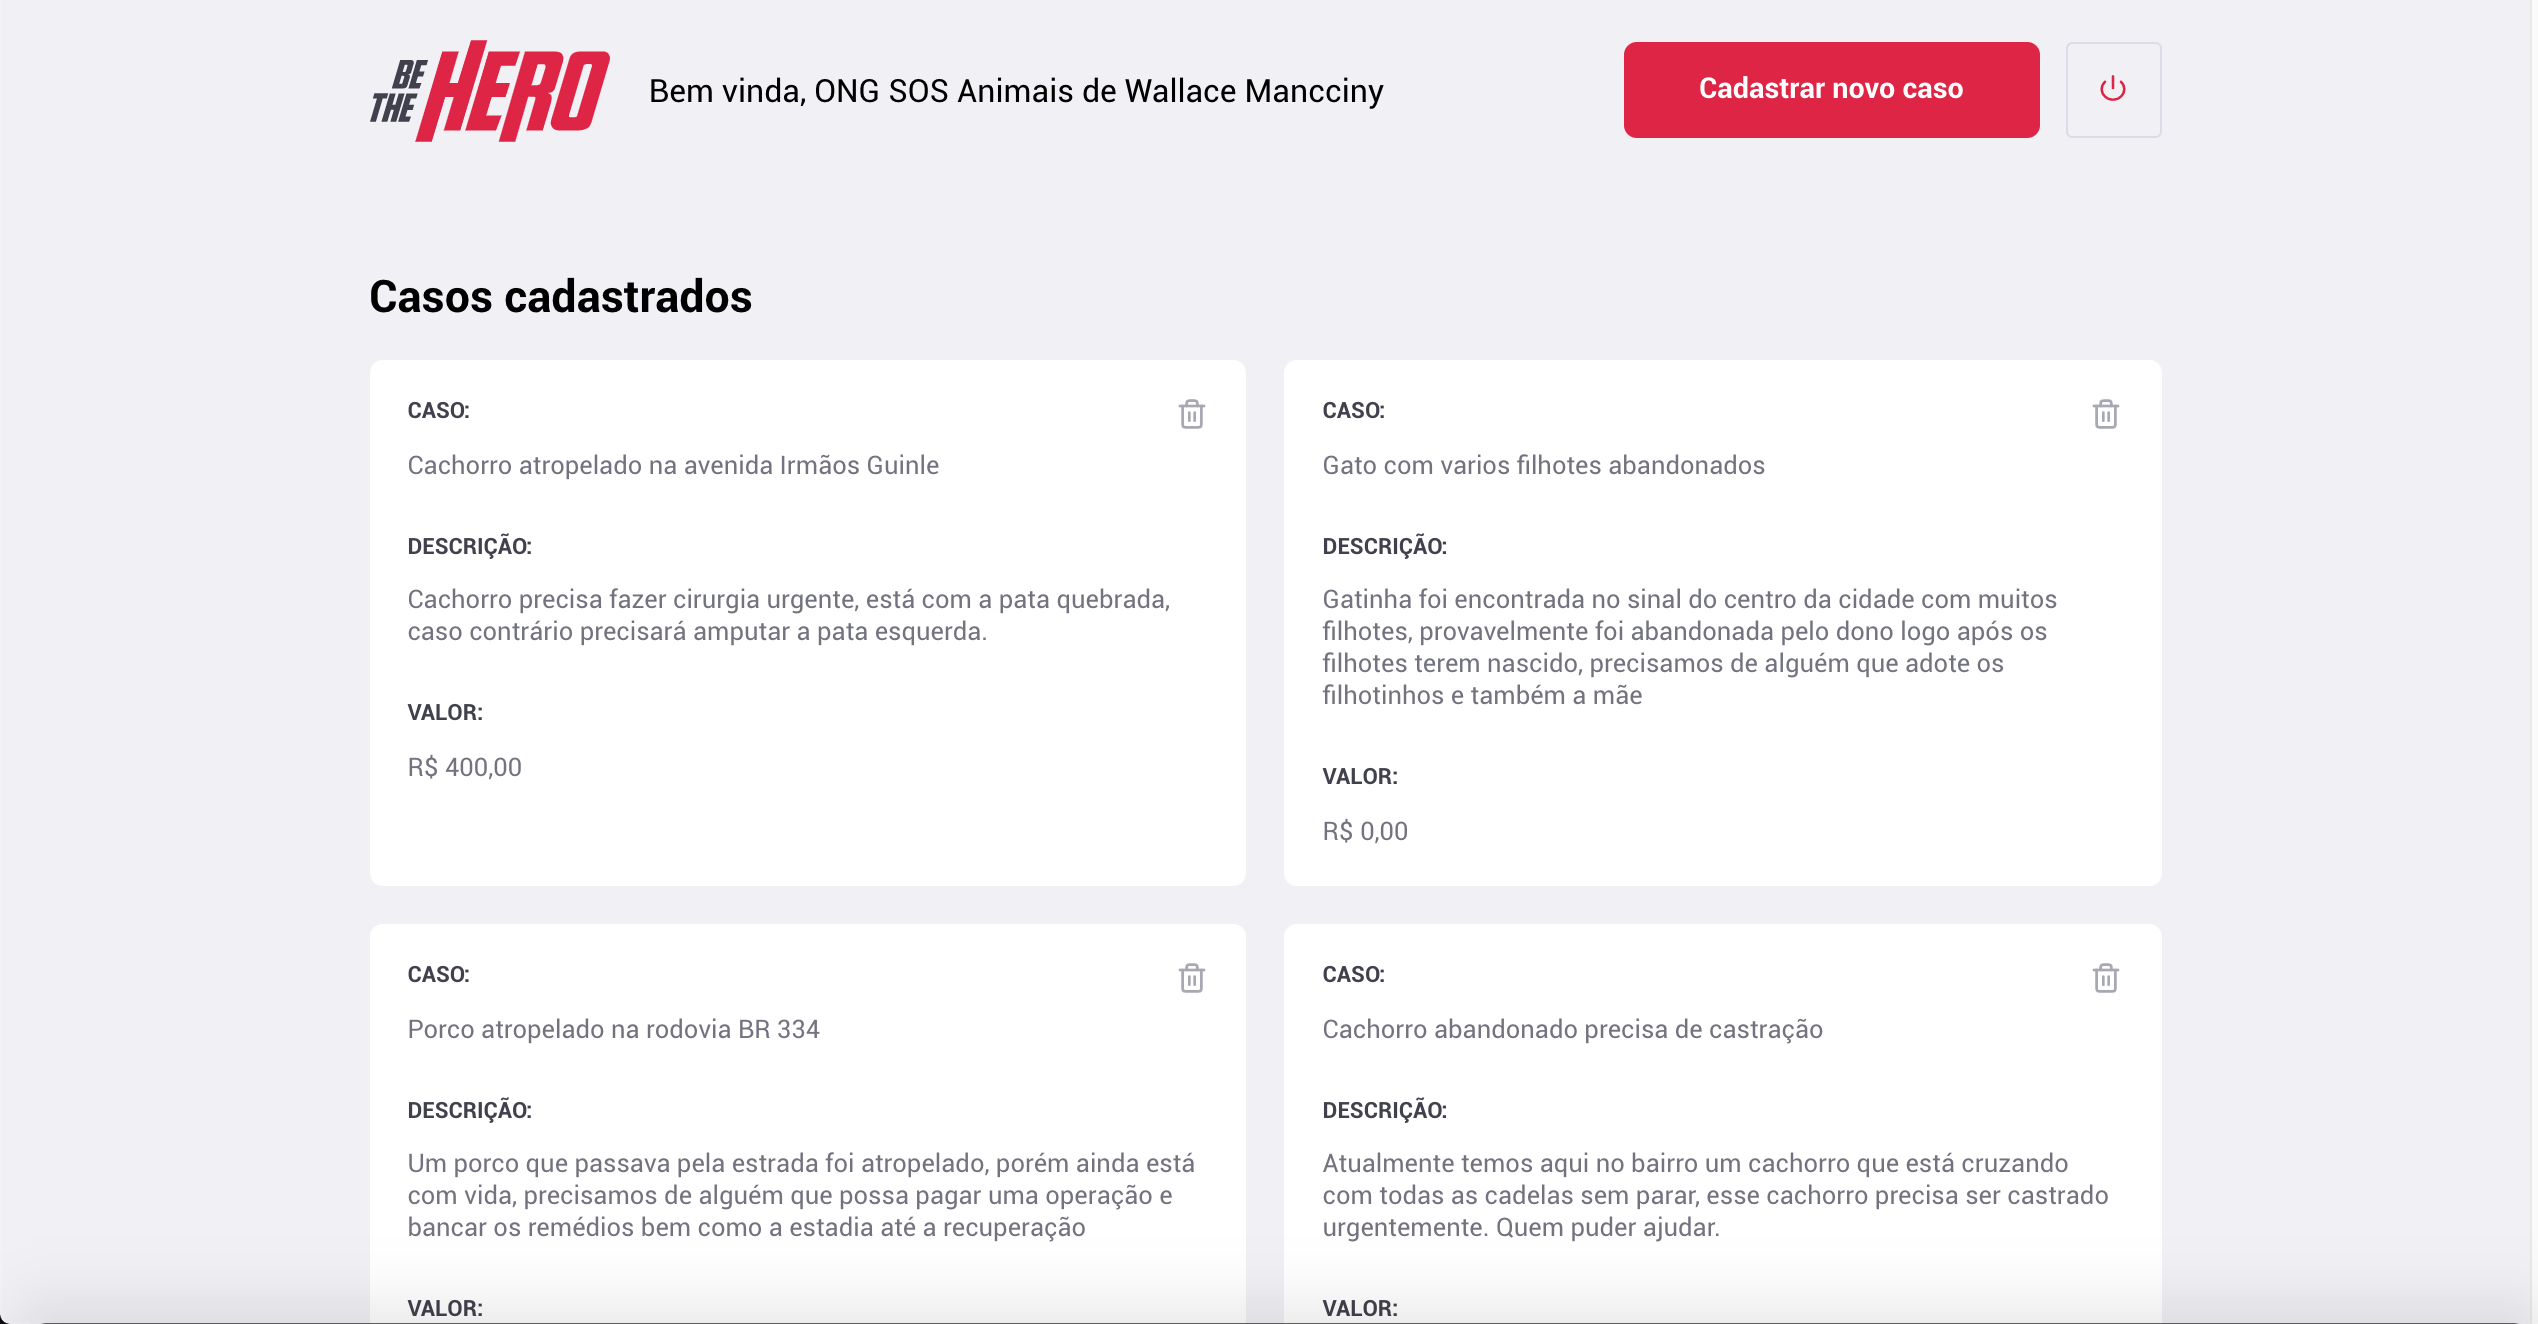 BE THE HERO
Bem vinda, ONG SOS Animais de Wallace Mancciny
Cadastrar novo caso
Casos cadastrados
CASO:
Cachorro atropelado na avenida Irmãos Guinle
DESCRIÇÃO:
Cachorro precisa fazer cirurgia urgente, está com a pata quebrada,
caso contrário precisará amputar a pata esquerda.
VALOR:
R$ 400,00
CASO:
Gato com varios filhotes abandonados
DESCRIÇÃO:
Gatinha foi encontrada no sinal do centro da cidade com muitos
filhotes, provavelmente foi abandonada pelo dono logo após os
filhotes terem nascido, precisamos de alguém que adote os
filhotinhos e também a mãe
VALOR:
R$ 0,00
CASO:
Porco atropelado na rodovia BR 334
DESCRIÇÃO:
Um porco que passava pela estrada foi atropelado, porém ainda está
com vida, precisamos de alguém que possa pagar uma operação e
bancar os remédios bem como a estadia até a recuperação
VALOR:
CASO:
Cachorro abandonado precisa de castração
DESCRIÇÃO:
Atualmente temos aqui no bairro um cachorro que está cruzando
com todas as cadelas sem parar, esse cachorro precisa ser castrado
urgentemente. Quem puder ajudar.
VALOR: